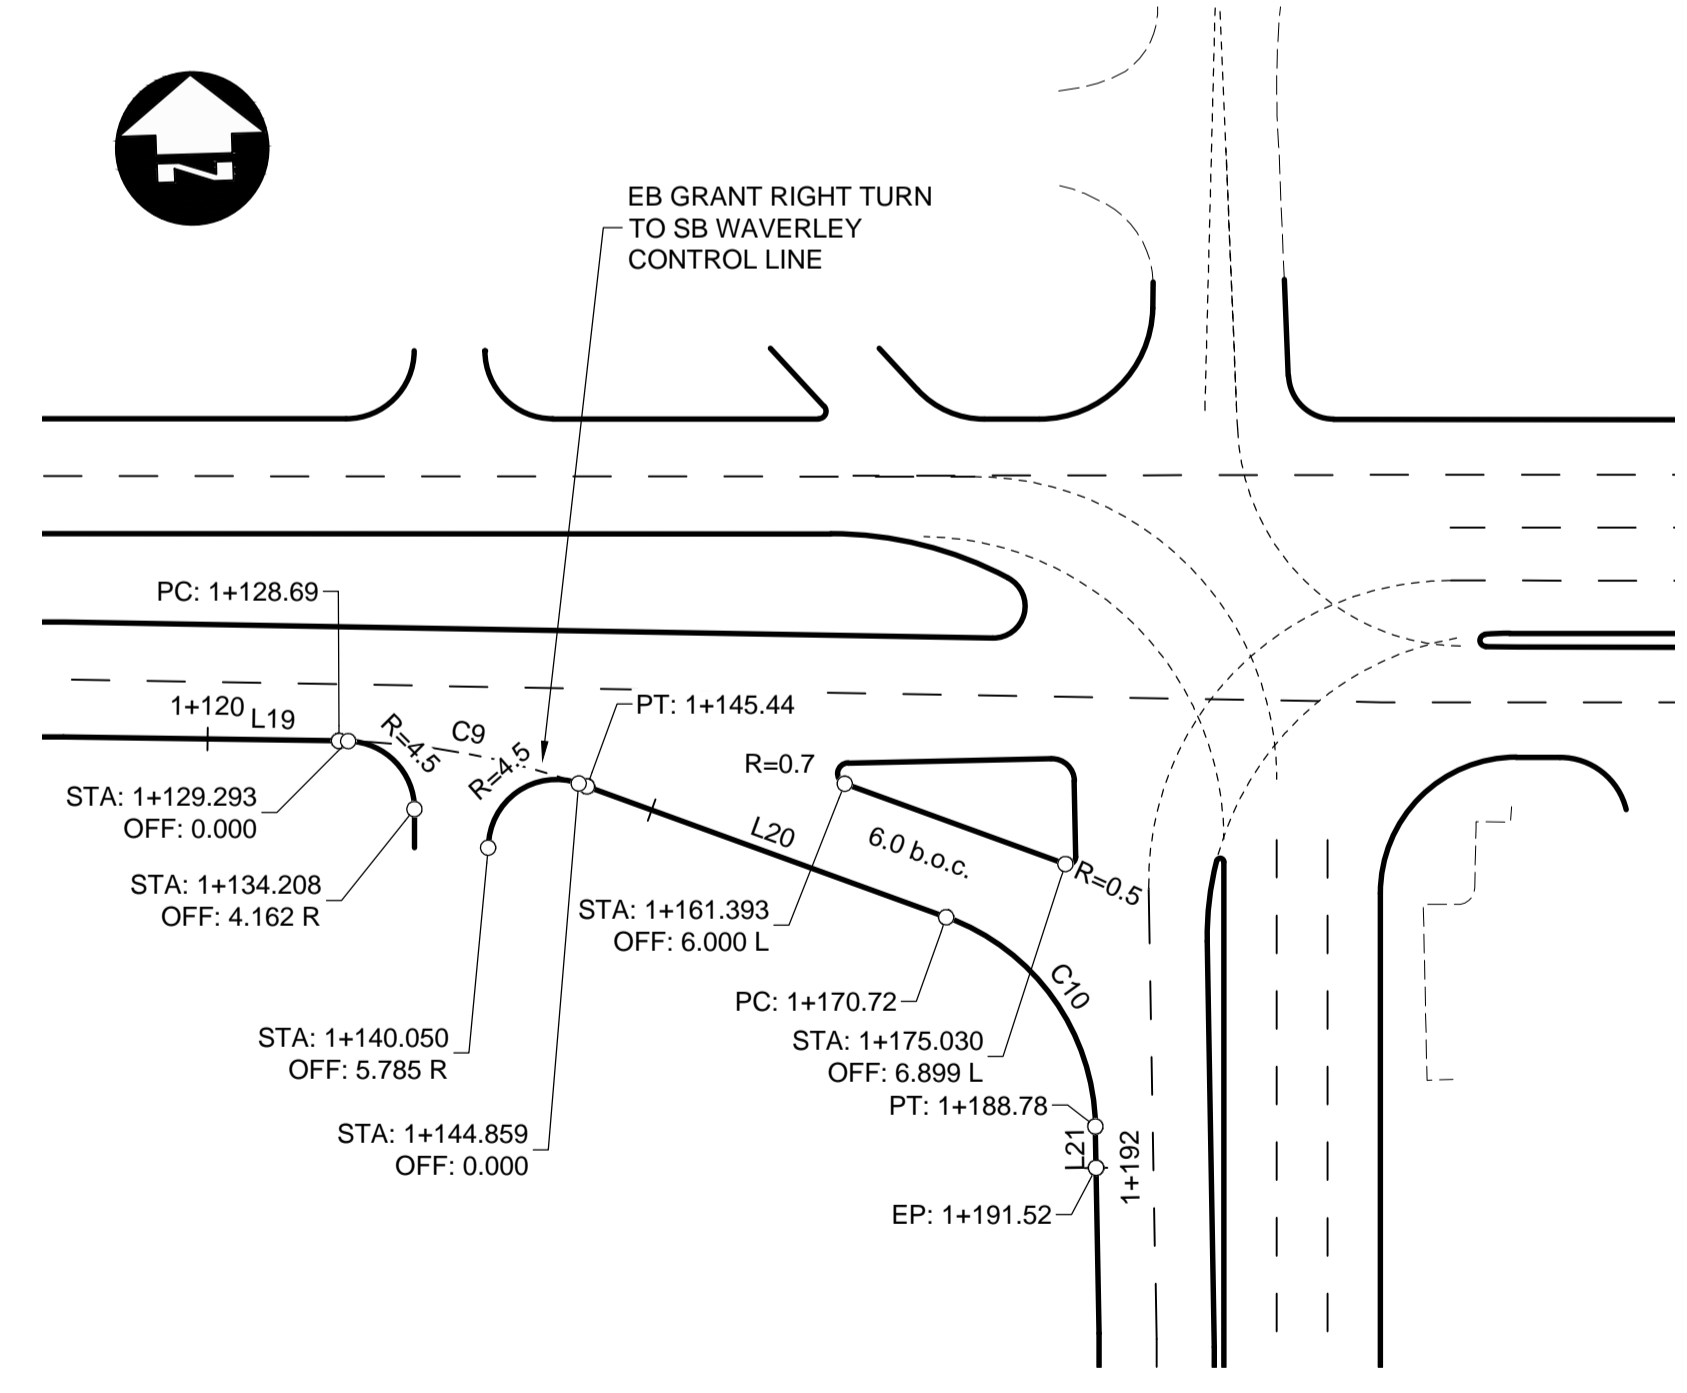 N
EB GRANT RIGHT TURN
TO SB WAVERLEY
CONTROL LINE
PC: 1+128.69
1+120
L19
R=4.5
C9
R=4.5
PT: 1+145.44
R=0.7
STA: 1+129.293
OFF: 0.000
L20
6.0 b.o.c.
STA: 1+134.208
OFF: 4.162 R
R=0.5
STA: 1+161.393
OFF: 6.000 L
C10
PC: 1+170.72
STA: 1+140.050
OFF: 5.785 R
STA: 1+175.030
OFF: 6.899 L
PT: 1+188.78
STA: 1+144.859
OFF: 0.000
L21
1+192
EP: 1+191.52